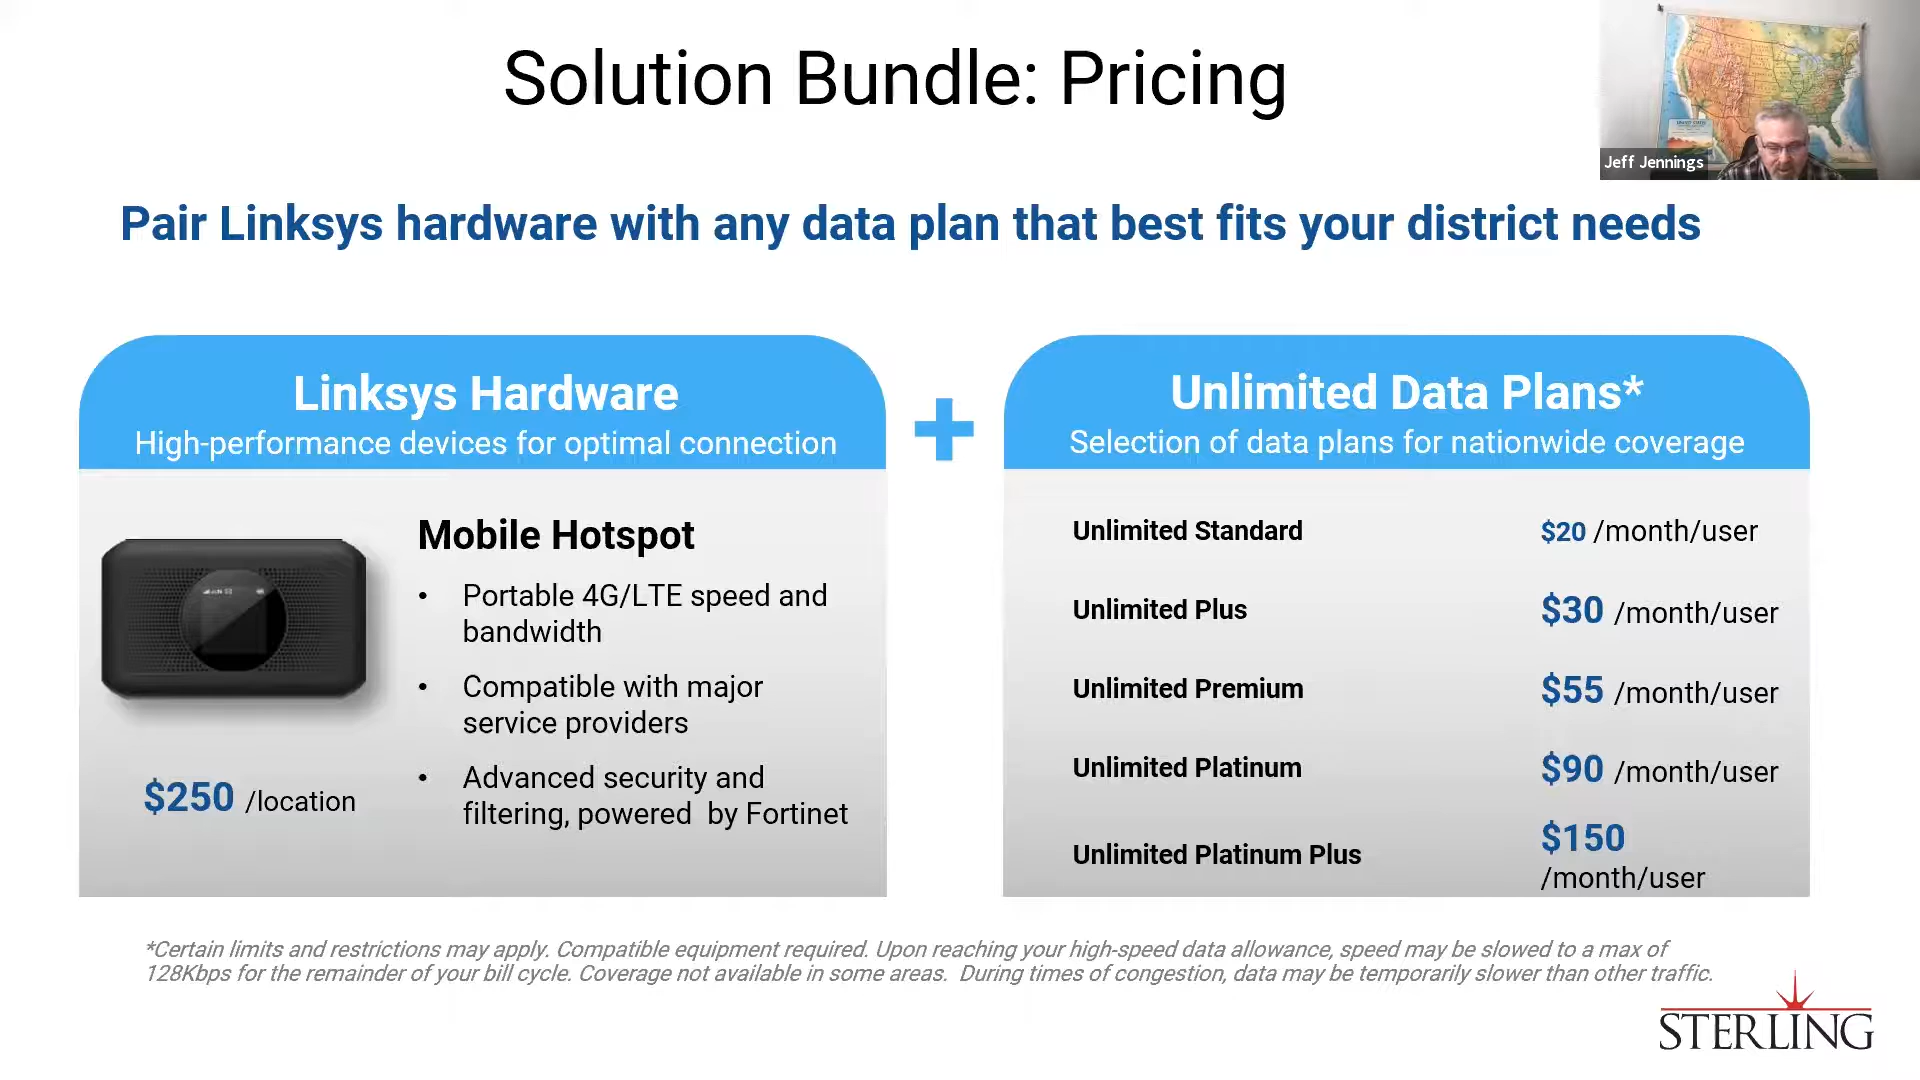 Solution Bundle: Pricing
Jeff Jennings
Pair Linksys hardware with any data plan that best fits your district needs
Linksys Hardware
High-performance devices for optimal connection
Mobile Hotspot
• Portable 4G/LTE speed and
bandwidth
• Compatible with major
service providers
• Advanced security and
filtering, powered  by Fortinet
$250 /location
+
Unlimited Data Plans*
Selection of data plans for nationwide coverage
Unlimited Standard $20 /month/user
Unlimited Plus $30 /month/user
Unlimited Premium $55 /month/user
Unlimited Platinum $90 /month/user
Unlimited Platinum Plus $150
/month/user
*Certain limits and restrictions may apply. Compatible equipment required. Upon reaching your high-speed data allowance, speed may be slowed to a max of
128Kbps for the remainder of your bill cycle. Coverage not available in some areas.  During times of congestion, data may be temporarily slower than other traffic.
STERLING